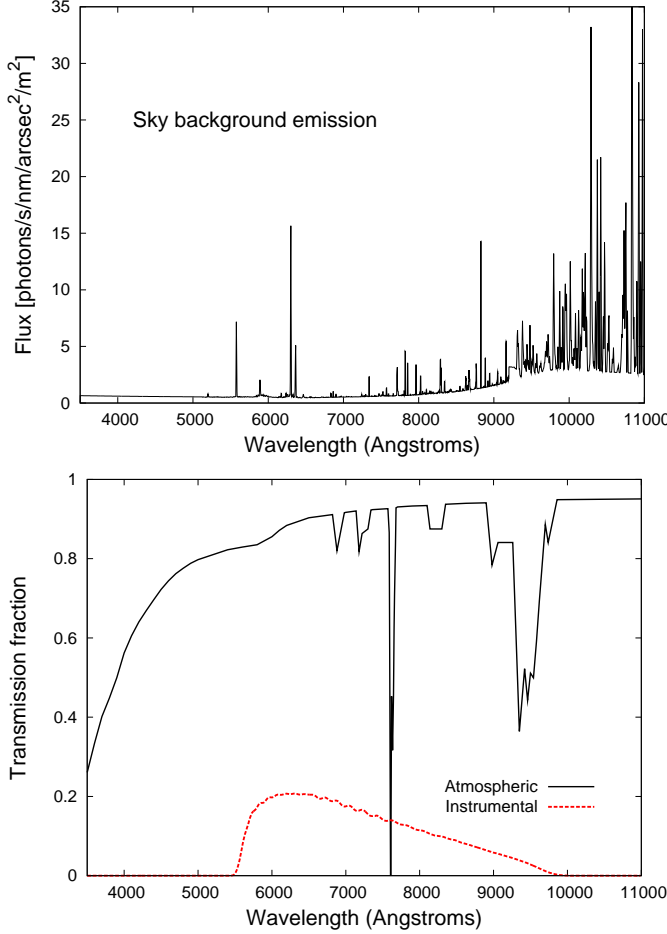 35
30
25
20
15
10
5
0
Flux [photons/s/nm/arcsec²/m²]
Sky background emission
4000 5000 6000 7000 8000 9000 10000 11000
Wavelength (Angstroms)
1
0.8
0.6
0.4
0.2
0
Transmission fraction
Atmospheric
Instrumental
4000 5000 6000 7000 8000 9000 10000 11000
Wavelength (Angstroms)